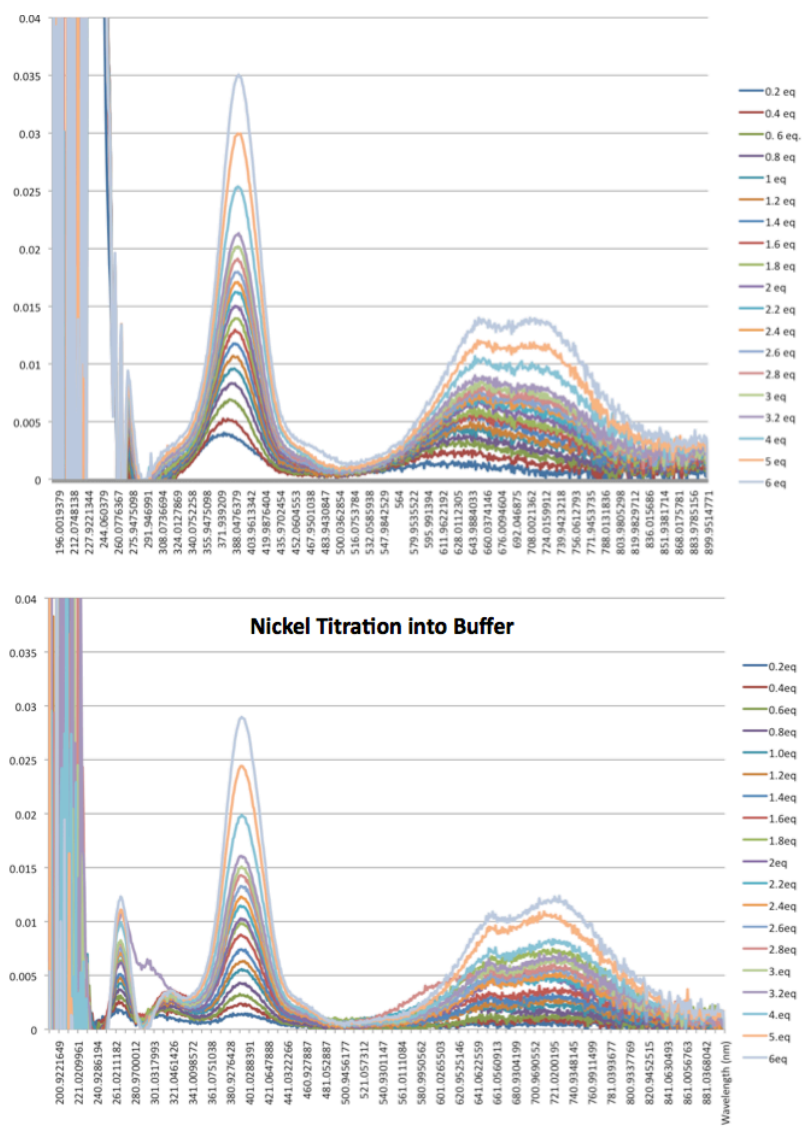 0.04
0.035
0.03
0.025
0.02
0.015
0.01
0.005
0
196.0019379
212.0748138
227.9221344
244.060379
260.0776367
275.9475098
291.946991
308.0736694
324.0127869
340.0752258
355.9475098
371.939209
388.0476379
403.9613342
419.9876404
435.9702454
452.0604553
467.9501038
483.9430847
500.0362854
516.0753784
532.0585938
547.9842529
564
579.9535522
595.991394
611.9622192
628.0112305
643.9884033
660.0374146
676.0094604
692.046875
708.0021362
724.0159912
739.9423218
756.0612793
771.9453735
788.0131836
803.9805298
819.9829712
836.015686
851.9381714
868.0175781
883.9785156
899.9514771
0.2 eq
0.4 eq
0. 6 eq.
0.8 eq
1 eq
1.2 eq
1.4 eq
1.6 eq
1.8 eq
2 eq
2.2 eq
2.4 eq
2.6 eq
2.8 eq
3 eq
3.2 eq
4 eq
5 eq
6 eq
Nickel Titration into Buffer
0.04
0.035
0.03
0.025
0.02
0.015
0.01
0.005
0
200.9221649
221.0209961
240.9286194
261.0211182
280.9700012
301.0317993
321.0461426
341.0098572
361.0751038
380.9276428
401.0288391
421.0647888
441.0322266
460.927887
481.052887
500.9456177
521.057312
540.9301147
561.0111084
580.9950562
601.0265503
620.9525146
641.0622559
661.0560913
680.9304199
700.9690552
721.0200195
740.9348145
760.9911499
781.0393677
800.9337769
820.9452515
841.0630493
861.0056763
881.0368042
Wavelength (nm)
0.2eq
0.4eq
0.6eq
0.8eq
1.0eq
1.2eq
1.4eq
1.6eq
1.8eq
2eq
2.2eq
2.4eq
2.6eq
2.8eq
3.eq
3.2eq
4.eq
5.eq
6eq